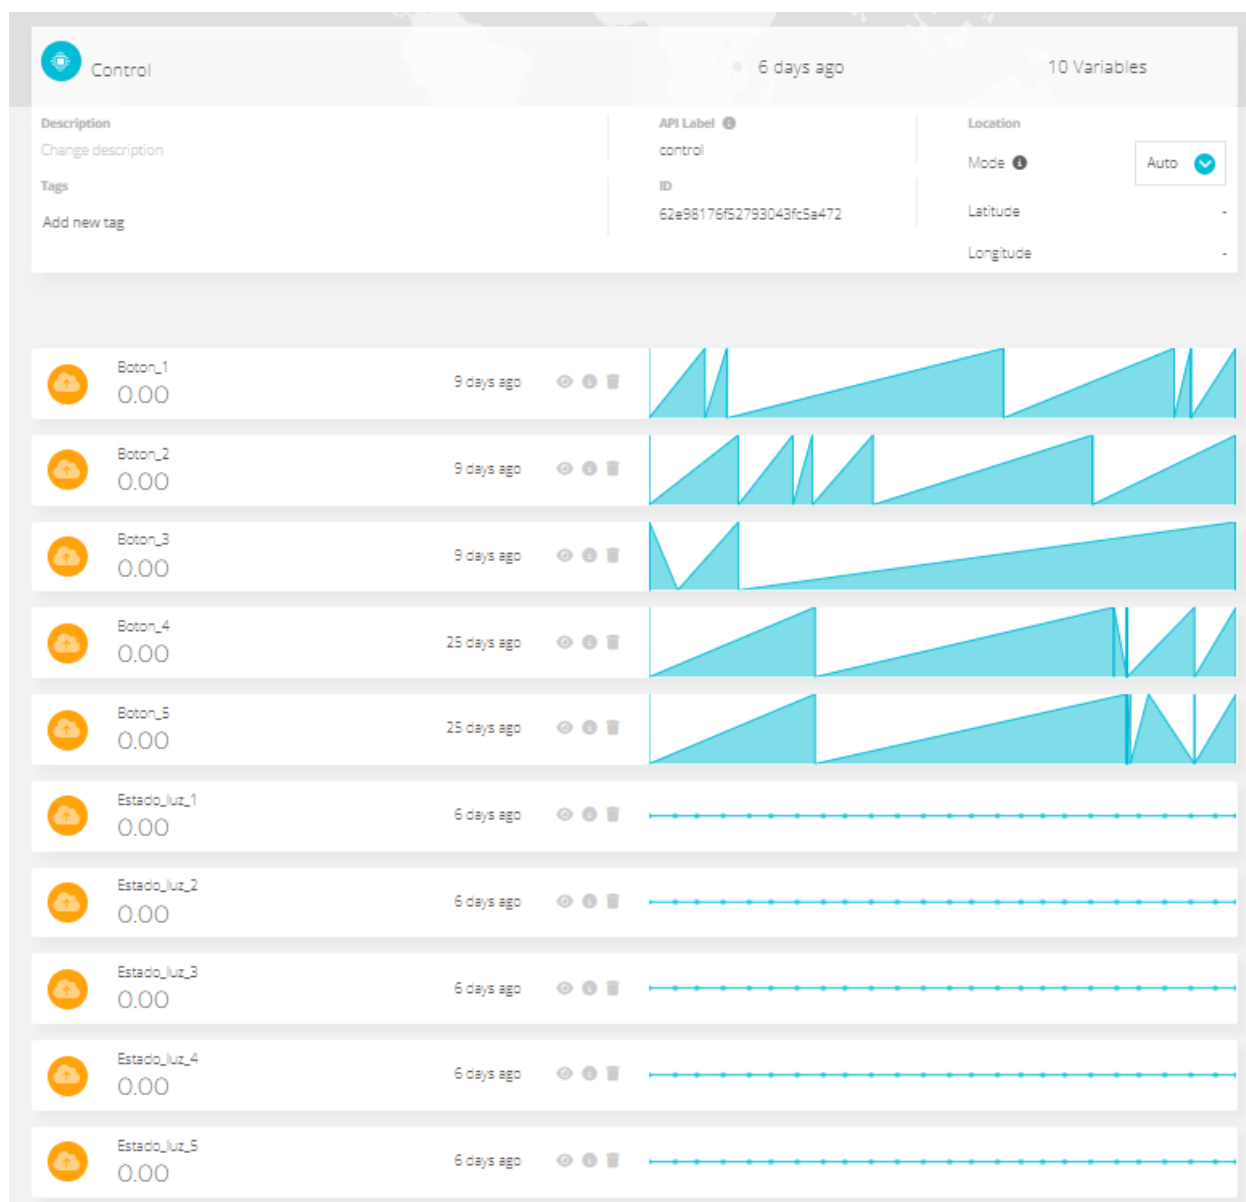 Control 6 days ago 10 Variables
Description
Change description
Tags
Add new tag
API Label
control
ID
62e98176f52793043fc5a472
Location
Mode Auto
Latitude -
Longitude -
Boton_1
0.00
9 days ago
Boton_2
0.00
9 days ago
Boton_3
0.00
9 days ago
Boton_4
0.00
25 days ago
Boton_5
0.00
25 days ago
Estado_luz_1
0.00
6 days ago
Estado_luz_2
0.00
6 days ago
Estado_luz_3
0.00
6 days ago
Estado_luz_4
0.00
6 days ago
Estado_luz_5
0.00
6 days ago